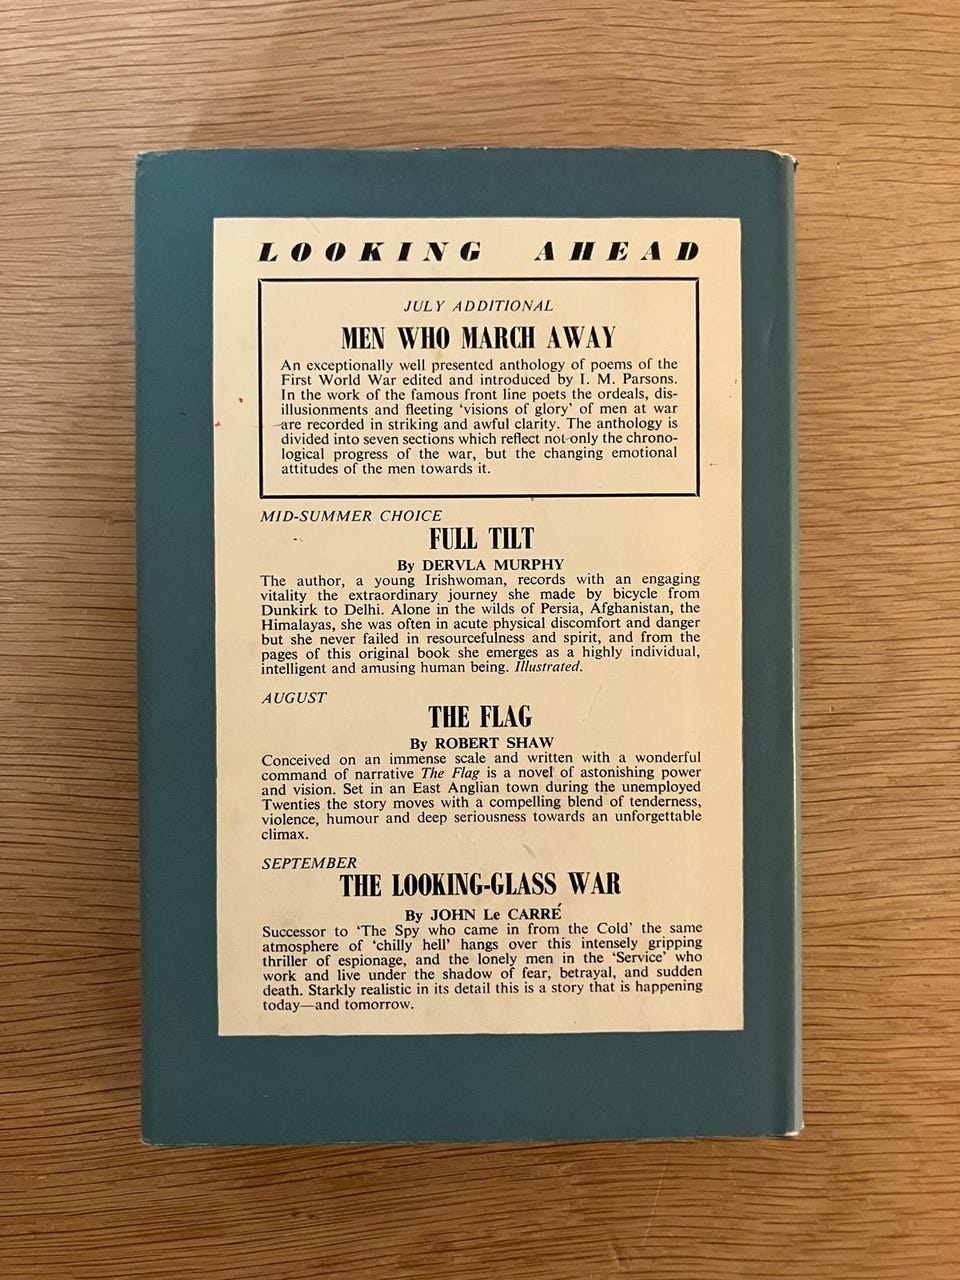 LOOKING AHEAD
JULY ADDITIONAL
MEN WHO MARCH AWAY
An exceptionally well presented anthology of poems of the
First World War edited and introduced by I. M. Parsons.
In the work of the famous front line poets the ordeals, dis-
illusionments and fleeting ‘visions of glory’ of men at war
are recorded in striking and awful clarity. The anthology is
divided into seven sections which reflect not only the chrono-
logical progress of the war, but the changing emotional
attitudes of the men towards it.
MID-SUMMER CHOICE
FULL TILT
By DERVLA MURPHY
The author, a young Irishwoman, records with an engaging
vitality the extraordinary journey she made by bicycle from
Dunkirk to Delhi. Alone in the wilds of Persia, Afghanistan, the
Himalayas, she was often in acute physical discomfort and danger
but she never failed in resourcefulness and spirit, and from the
pages of this original book she emerges as a highly individual,
intelligent and amusing human being. Illustrated.
AUGUST
THE FLAG
By ROBERT SHAW
Conceived on an immense scale and written with a wonderful
command of narrative The Flag is a novel of astonishing power
and vision. Set in an East Anglian town during the unemployed
Twenties the story moves with a compelling blend of tenderness,
violence, humour and deep seriousness towards an unforgettable
climax.
SEPTEMBER
THE LOOKING-GLASS WAR
By JOHN Le CARRÉ
Successor to ‘The Spy who came in from the Cold’ the same
atmosphere of ‘chilly hell’ hangs over this intensely gripping
thriller of espionage, and the lonely men in the ‘Service’ who
work and live under the shadow of fear, betrayal, and sudden
death. Starkly realistic in its detail this is a story that is happening
today—and tomorrow.